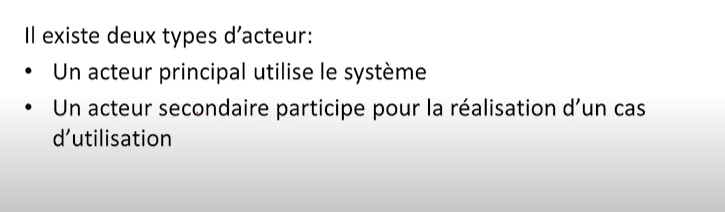 Il existe deux types d’acteur:
• Un acteur principal utilise le système
• Un acteur secondaire participe pour la réalisation d’un cas
d’utilisation